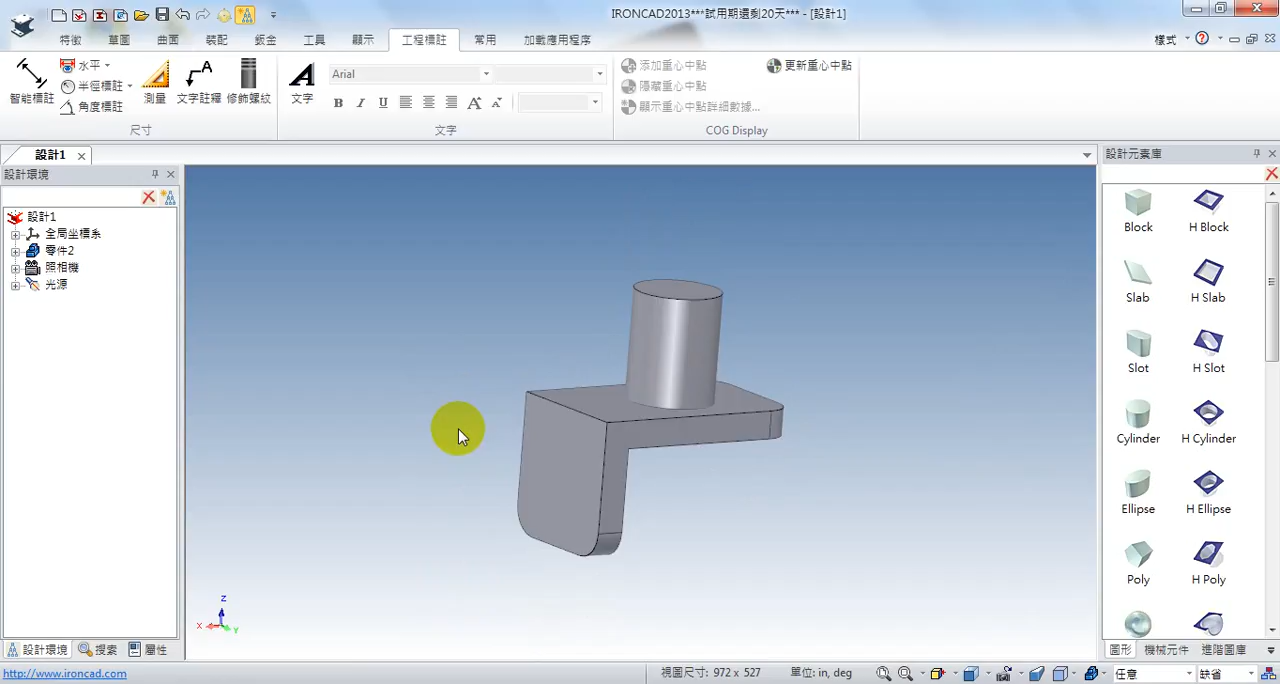 IRONCAD2013***試用期還剩20天*** - [設計1]
特徵 草圖 曲面 裝配 鈑金 工具 顯示 工程標註 常用 加載應用程序 樣式
智能標註
水平
半徑標註
角度標註
測量
文字註釋
修飾螺紋
尺寸
文字
Arial
B I U
文字
添加重心中點
隱藏重心中點
顯示重心中點詳細數據...
更新重心中點
COG Display
設計1
設計環境
設計1
全局坐標系
零件2
照相機
光源
設計環境 搜索 屬性
Z
X
Y
設計元素庫
Block H Block
Slab H Slab
Slot H Slot
Cylinder H Cylinder
Ellipse H Ellipse
Poly H Poly
圖形 機械元件 進階圖庫
http://www.ironcad.com
視圖尺寸: 972 x 527
單位: in, deg
任意
缺省